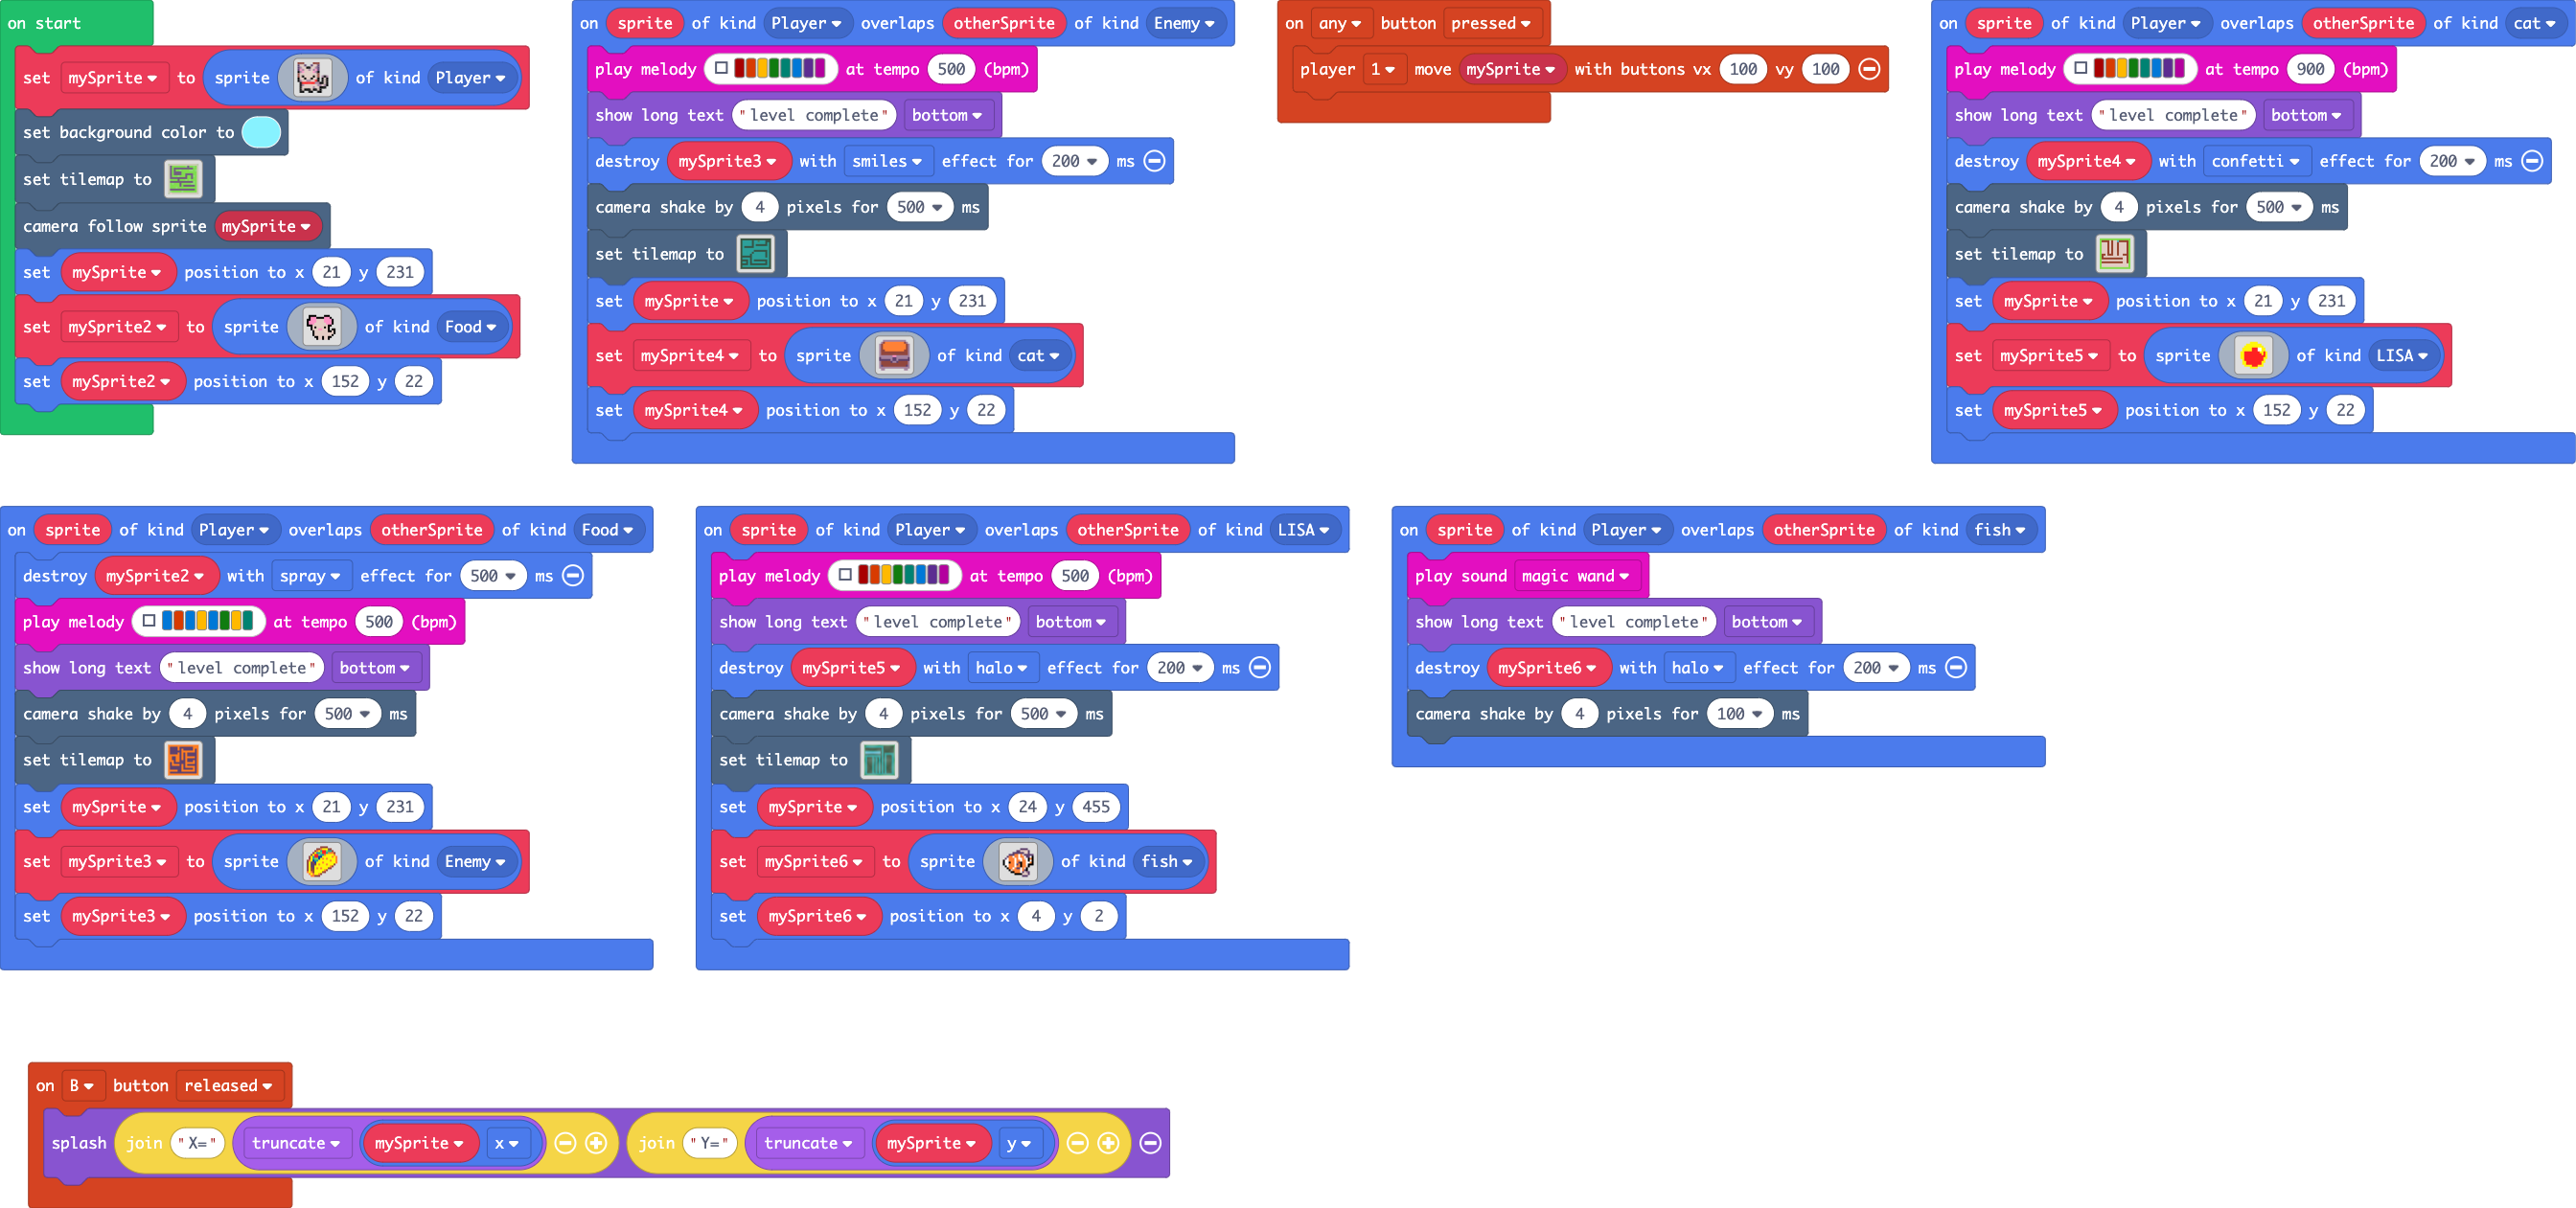 on start
set mySprite to sprite of kind Player
set background color to
set tilemap to
camera follow sprite mySprite
set mySprite position to x 21 y 231
set mySprite2 to sprite of kind Food
set mySprite2 position to x 152 y 22
on sprite of kind Player overlaps otherSprite of kind Enemy
play melody at tempo 500 (bpm)
show long text "level complete" bottom
destroy mySprite3 with smiles effect for 200 ms
camera shake by 4 pixels for 500 ms
set tilemap to
set mySprite position to x 21 y 231
set mySprite4 to sprite of kind cat
set mySprite4 position to x 152 y 22
on any button pressed
player 1 move mySprite with buttons vx 100 vy 100
on sprite of kind Player overlaps otherSprite of kind cat
play melody at tempo 900 (bpm)
show long text "level complete" bottom
destroy mySprite4 with confetti effect for 200 ms
camera shake by 4 pixels for 500 ms
set tilemap to
set mySprite position to x 21 y 231
set mySprite5 to sprite of kind LISA
set mySprite5 position to x 152 y 22
on sprite of kind Player overlaps otherSprite of kind Food
destroy mySprite2 with spray effect for 500 ms
play melody at tempo 500 (bpm)
show long text "level complete" bottom
camera shake by 4 pixels for 500 ms
set tilemap to
set mySprite position to x 21 y 231
set mySprite3 to sprite of kind Enemy
set mySprite3 position to x 152 y 22
on sprite of kind Player overlaps otherSprite of kind LISA
play melody at tempo 500 (bpm)
show long text "level complete" bottom
destroy mySprite5 with halo effect for 200 ms
camera shake by 4 pixels for 500 ms
set tilemap to
set mySprite position to x 24 y 455
set mySprite6 to sprite of kind fish
set mySprite6 position to x 4 y 2
on sprite of kind Player overlaps otherSprite of kind fish
play sound magic wand
show long text "level complete" bottom
destroy mySprite6 with halo effect for 200 ms
camera shake by 4 pixels for 100 ms
on B button released
splash join "X=" truncate mySprite x join "Y=" truncate mySprite y